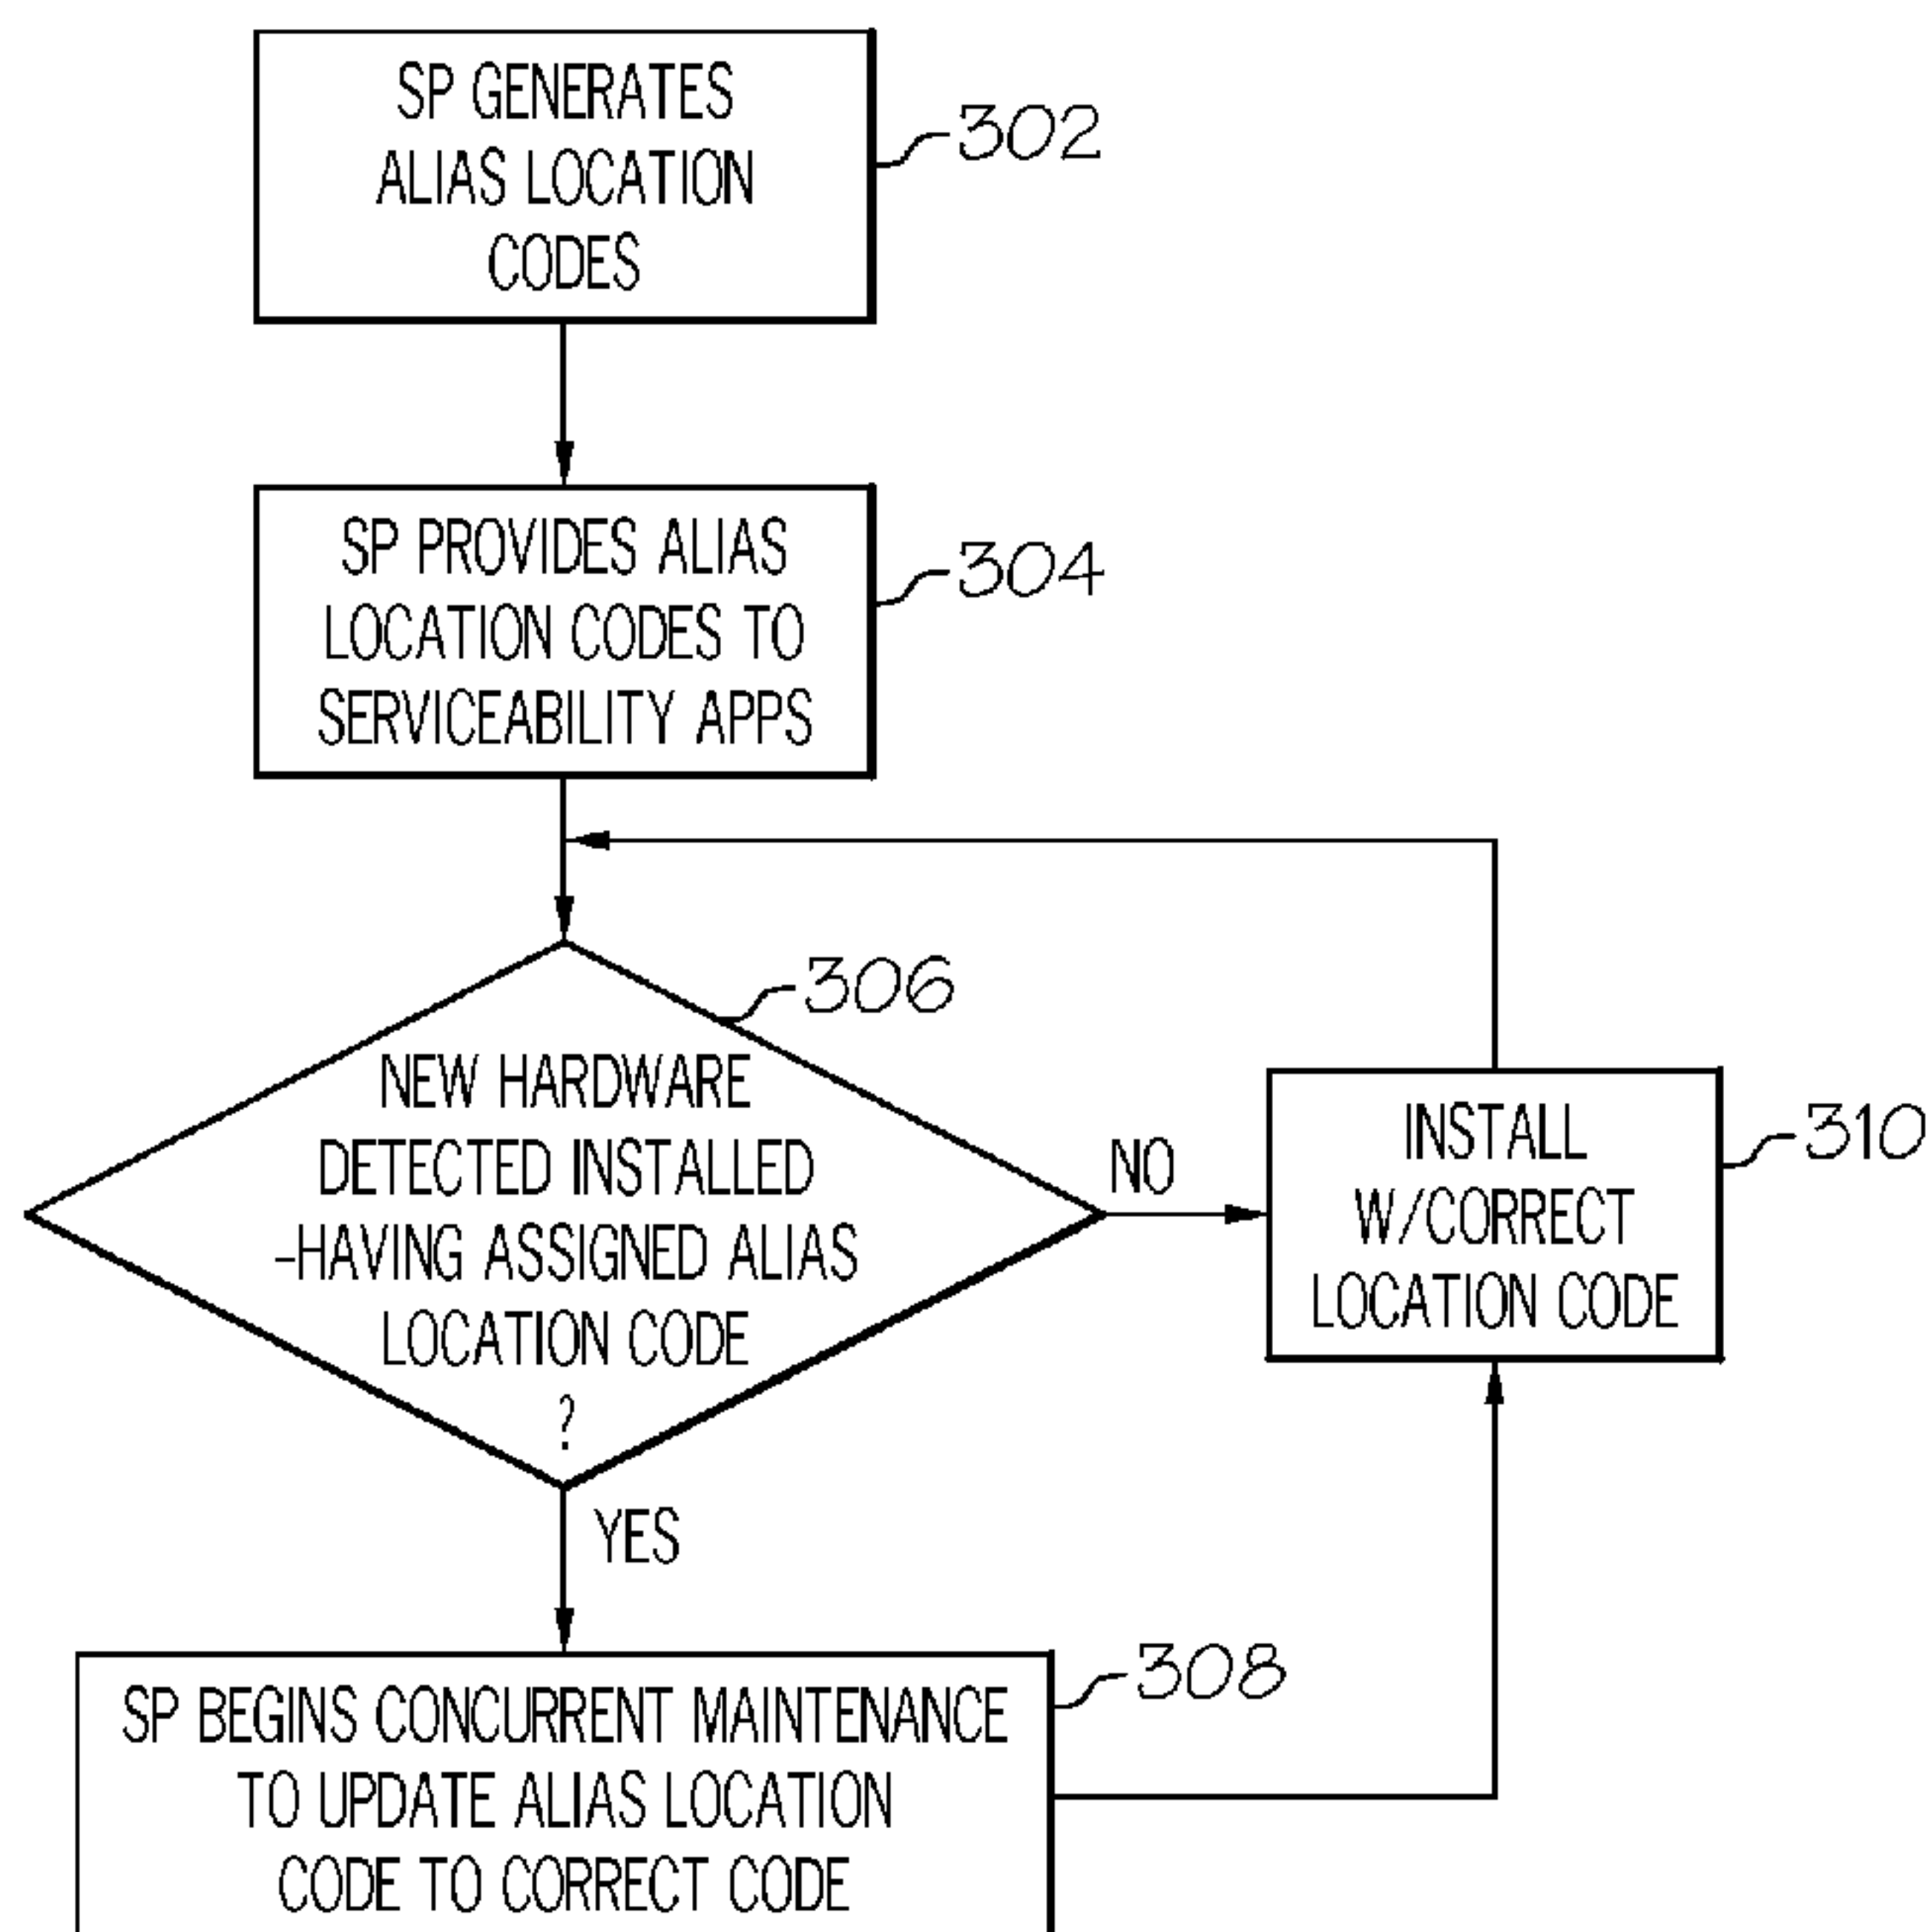 SP GENERATES
ALIAS LOCATION
CODES
302
SP PROVIDES ALIAS
LOCATION CODES TO
SERVICEABILITY APPS
304
306
NEW HARDWARE
DETECTED INSTALLED
-HAVING ASSIGNED ALIAS
LOCATION CODE
?
NO
INSTALL
W/CORRECT
LOCATION CODE
310
YES
308
SP BEGINS CONCURRENT MAINTENANCE
TO UPDATE ALIAS LOCATION
CODE TO CORRECT CODE